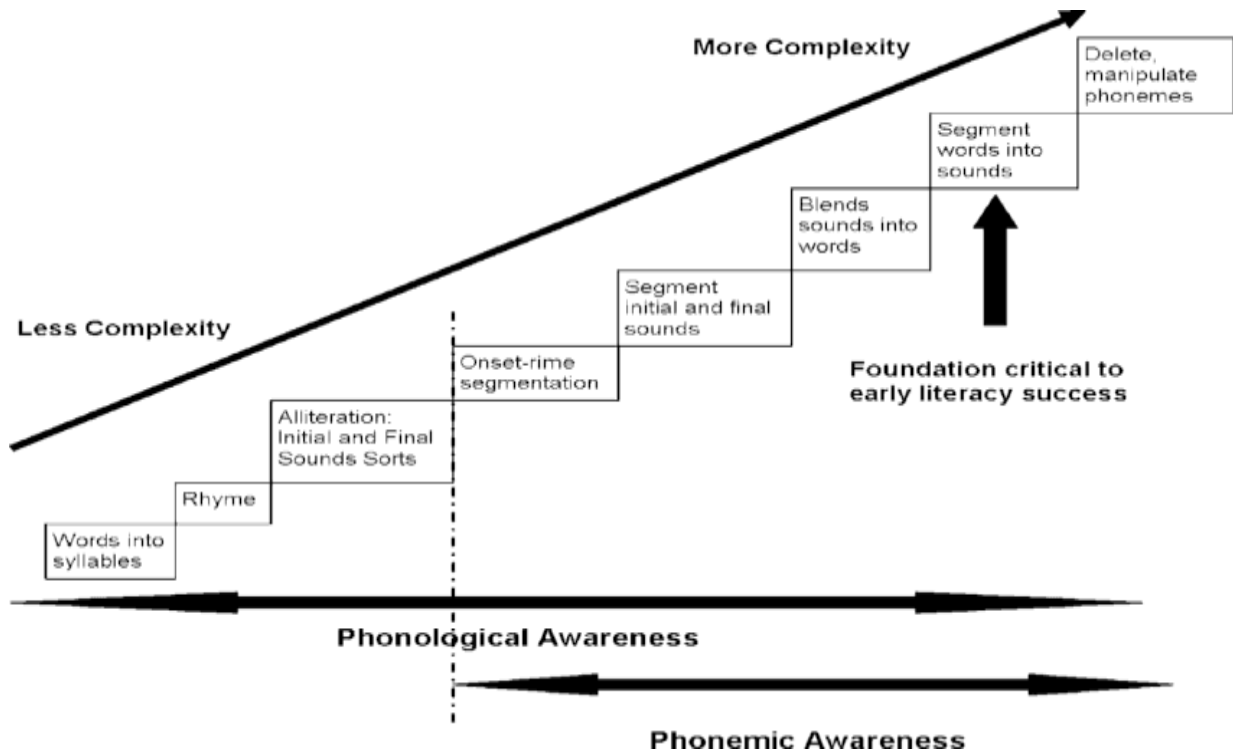 More Complexity
Delete,
manipulate
phonemes
Segment
words into
sounds
Blends
sounds into
words
Segment
initial and final
sounds
Less Complexity
Onset-rime
segmentation
Foundation critical to
early literacy success
Alliteration:
Initial and Final
Sounds Sorts
Rhyme
Words into
syllables
Phonological Awareness
Phonemic Awareness